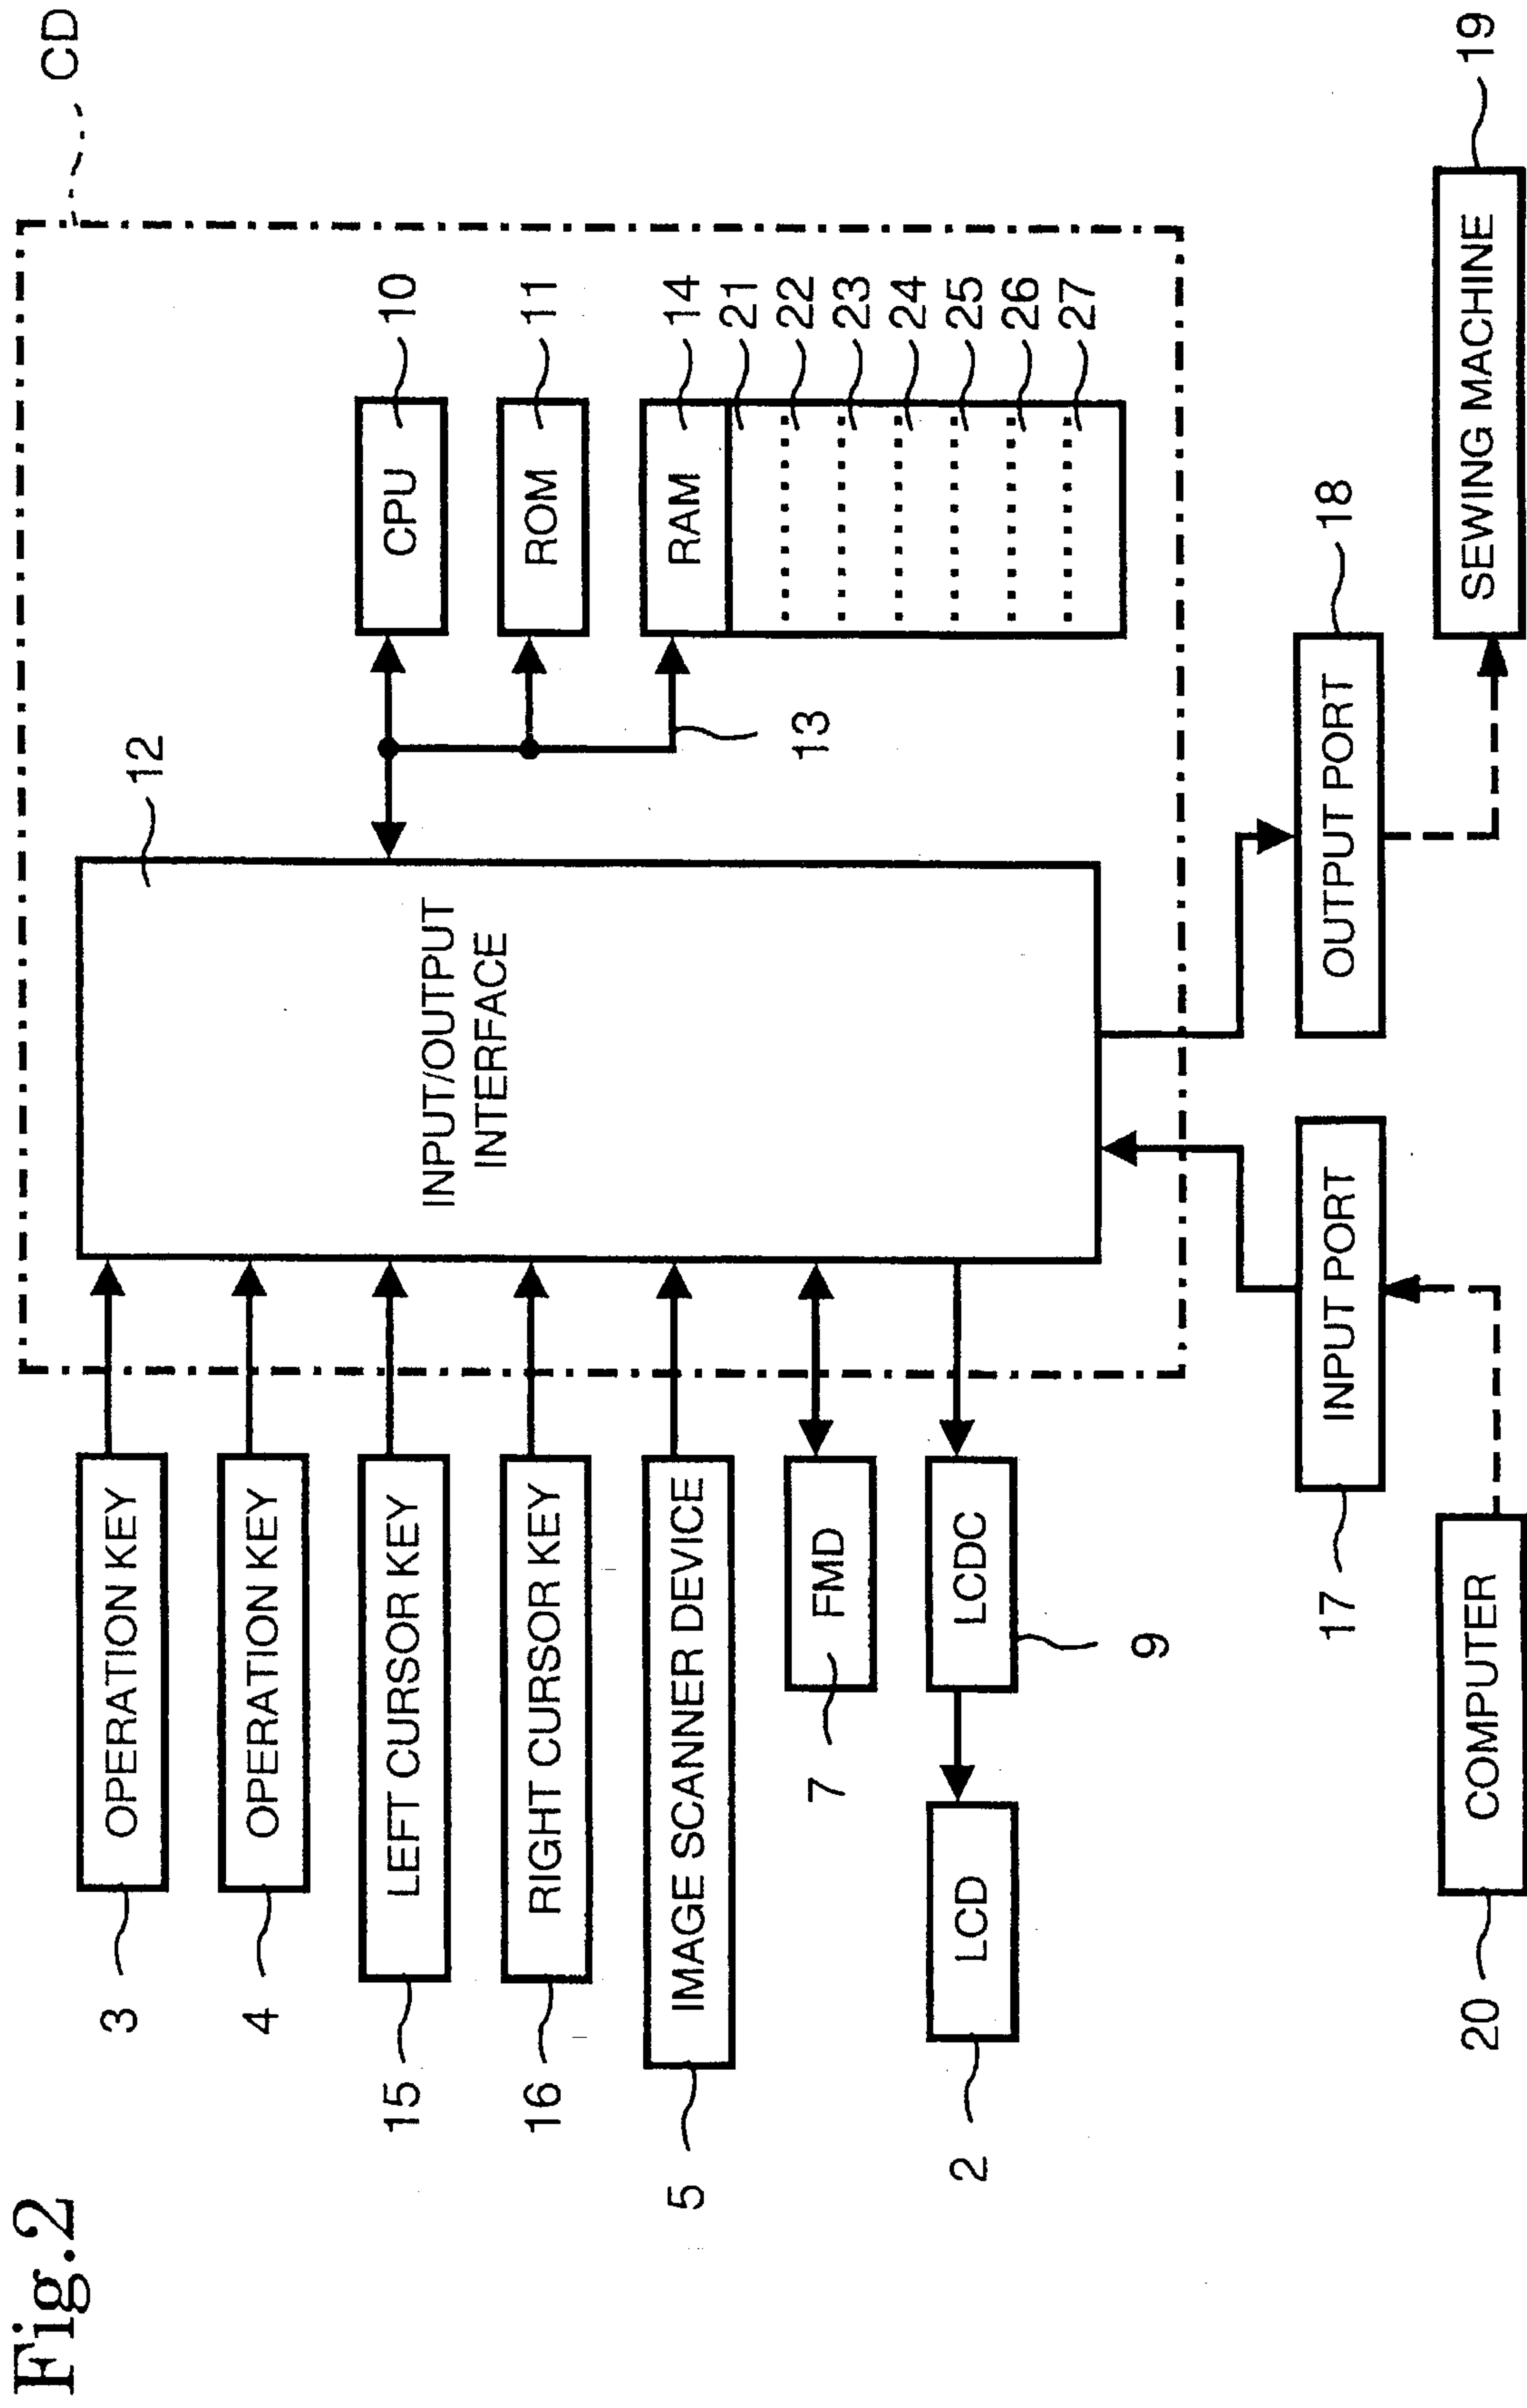 Fig.2
CD
3
OPERATION KEY
4
OPERATION KEY
15
LEFT CURSOR KEY
16
RIGHT CURSOR KEY
5
IMAGE SCANNER DEVICE
7
FMD
2
LCD
LCDC
9
12
INPUT/OUTPUT
INTERFACE
CPU
10
ROM
11
RAM
14
21
22
23
24
25
26
27
13
17
INPUT PORT
OUTPUT PORT
18
20
COMPUTER
SEWING MACHINE
19